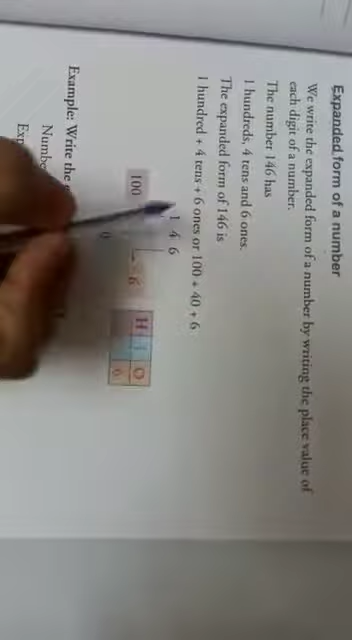 Expanded form of a number
We write the expanded form of a number by writing the place value of
each digit of a number.
The number 146 has
1 hundreds, 4 tens and 6 ones.
The expanded form of 146 is
1 hundred + 4 tens + 6 ones or 100 + 40 + 6
1 4 6
6
H T O
100
6
Example: Write the